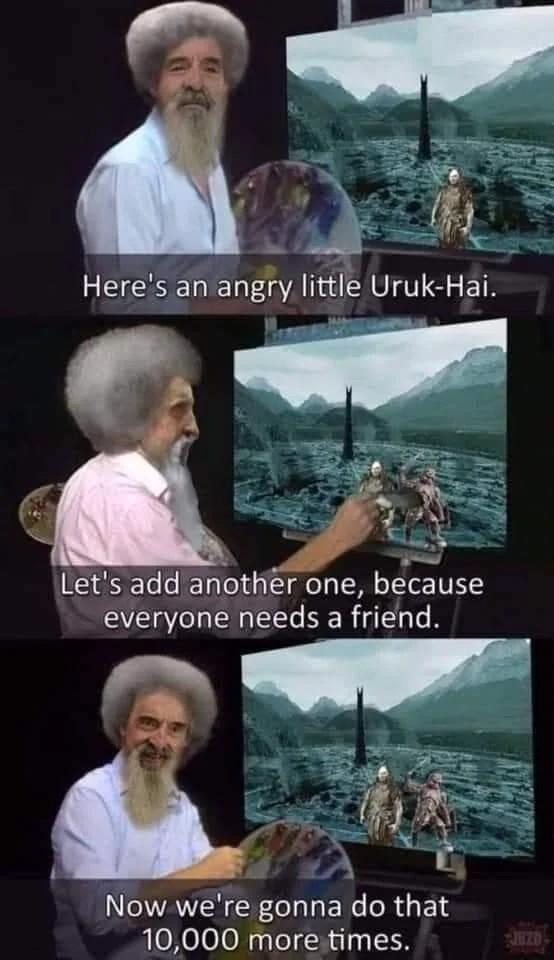 Here's an angry little Uruk-Hai.
Let's add another one, because
everyone needs a friend.
Now we're gonna do that
10,000 more times.